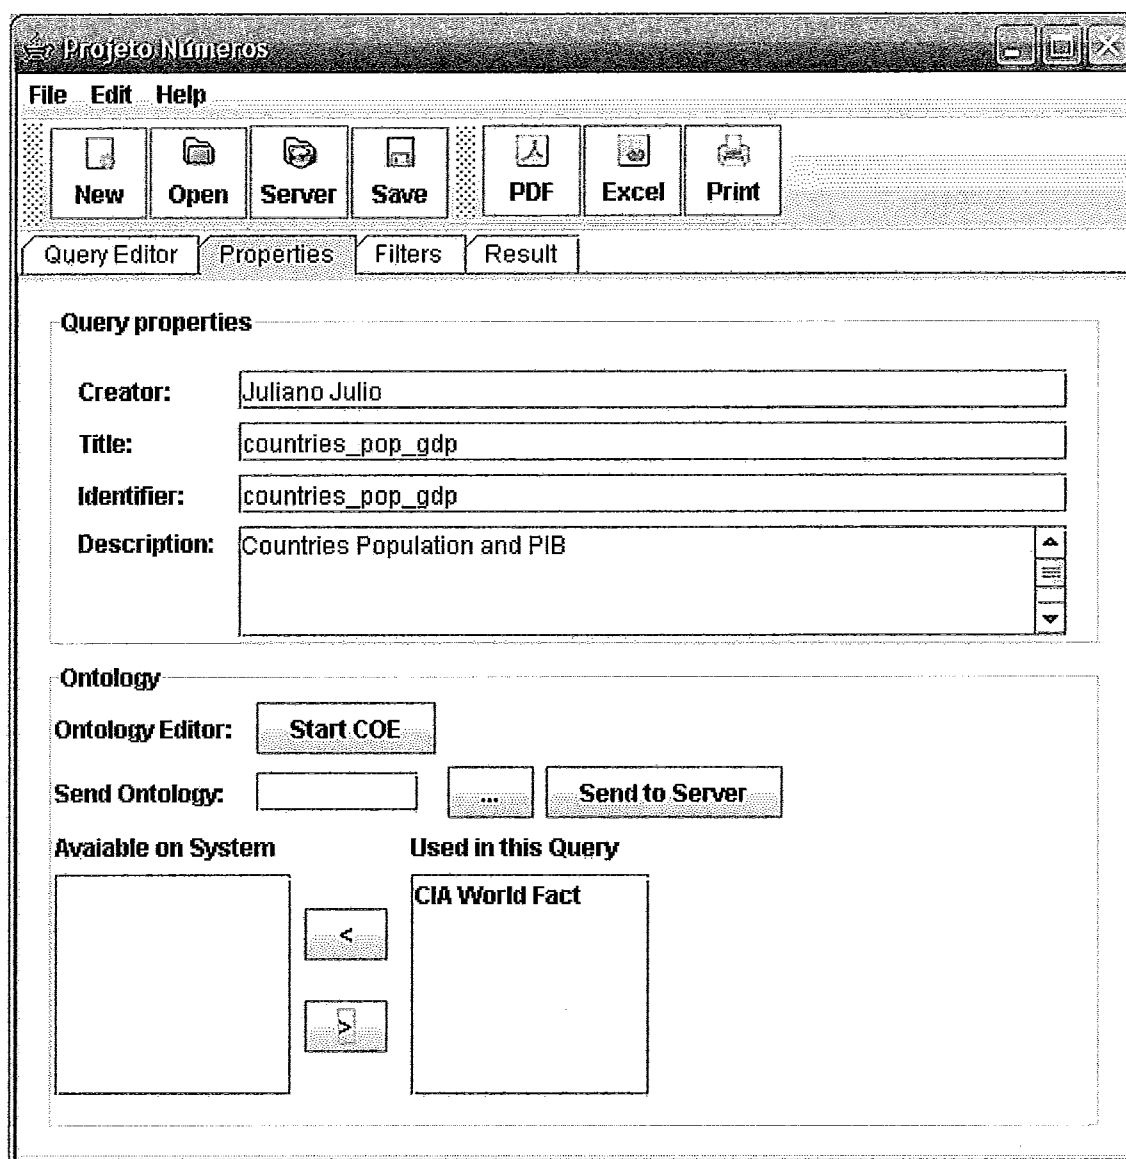 Projeto Números
File Edit Help
New Open Server Save PDF Excel Print
Query Editor Properties Filters Result
Query properties
Creator: Juliano Julio
Title: countries_pop_gdp
Identifier: countries_pop_gdp
Description: Countries Population and PIB
Ontology
Ontology Editor: Start COE
Send Ontology: ... Send to Server
Avaiable on System Used in this Query
CIA World Fact
<
>